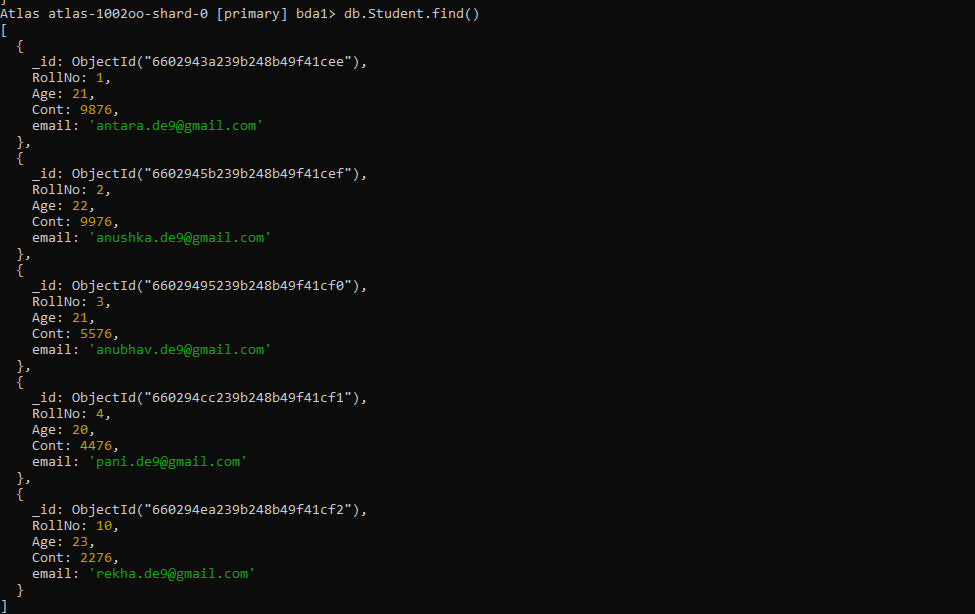 Atlas atlas-1002oo-shard-0 [primary] bda1> db.Student.find()
[
  {
    _id: ObjectId("6602943a239b248b49f41cee"),
    RollNo: 1,
    Age: 21,
    Cont: 9876,
    email: 'antara.de9@gmail.com'
  },
  {
    _id: ObjectId("6602945b239b248b49f41cef"),
    RollNo: 2,
    Age: 22,
    Cont: 9976,
    email: 'anushka.de9@gmail.com'
  },
  {
    _id: ObjectId("66029495239b248b49f41cf0"),
    RollNo: 3,
    Age: 21,
    Cont: 5576,
    email: 'anubhav.de9@gmail.com'
  },
  {
    _id: ObjectId("660294cc239b248b49f41cf1"),
    RollNo: 4,
    Age: 20,
    Cont: 4476,
    email: 'pani.de9@gmail.com'
  },
  {
    _id: ObjectId("660294ea239b248b49f41cf2"),
    RollNo: 10,
    Age: 23,
    Cont: 2276,
    email: 'rekha.de9@gmail.com'
  }
]